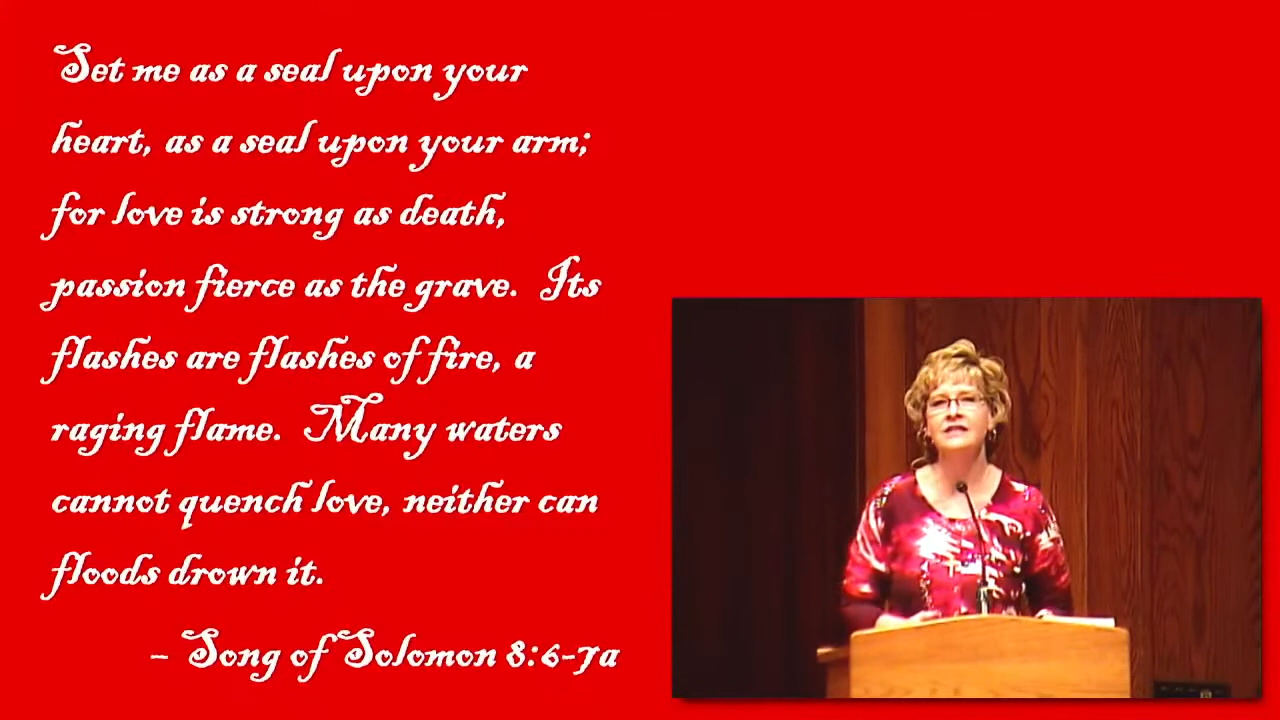 Set me as a seal upon your
heart, as a seal upon your arm;
for love is strong as death,
passion fierce as the grave.  Its
flashes are flashes of fire, a
raging flame.  Many waters
cannot quench love, neither can
floods drown it.
– Song of Solomon 8:6-7a